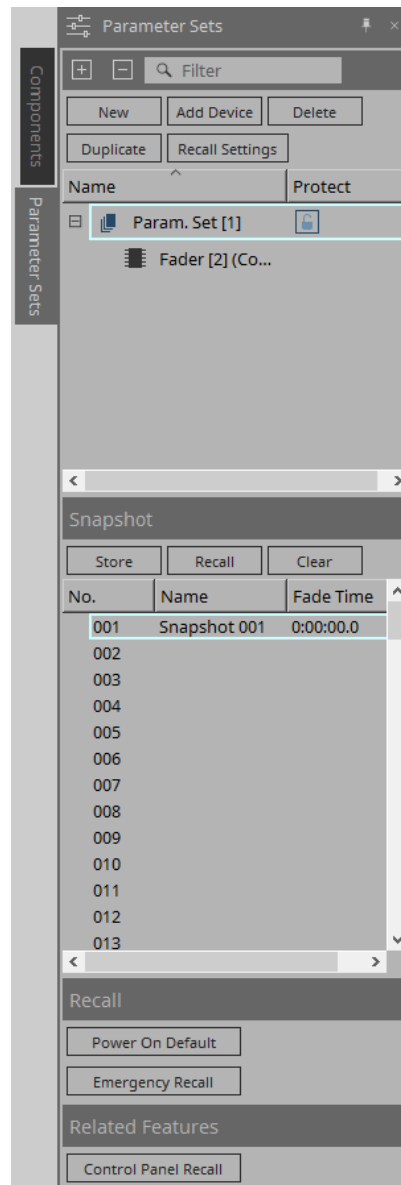 Parameter Sets
Components
Parameter Sets
Filter
New Add Device Delete
Duplicate Recall Settings
Name Protect
Param. Set [1]
Fader [2] (Co...
Snapshot
Store Recall Clear
No. Name Fade Time
001 Snapshot 001 0:00:00.0
002
003
004
005
006
007
008
009
010
011
012
013
Recall
Power On Default
Emergency Recall
Related Features
Control Panel Recall